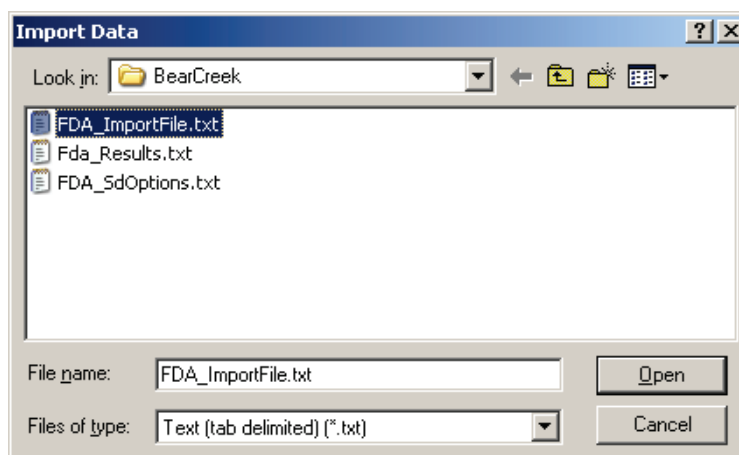 Import Data
Look in: BearCreek
FDA_ImportFile.txt
Fda_Results.txt
FDA_SdOptions.txt
File name: FDA_ImportFile.txt Open
Files of type: Text (tab delimited) (*.txt) Cancel